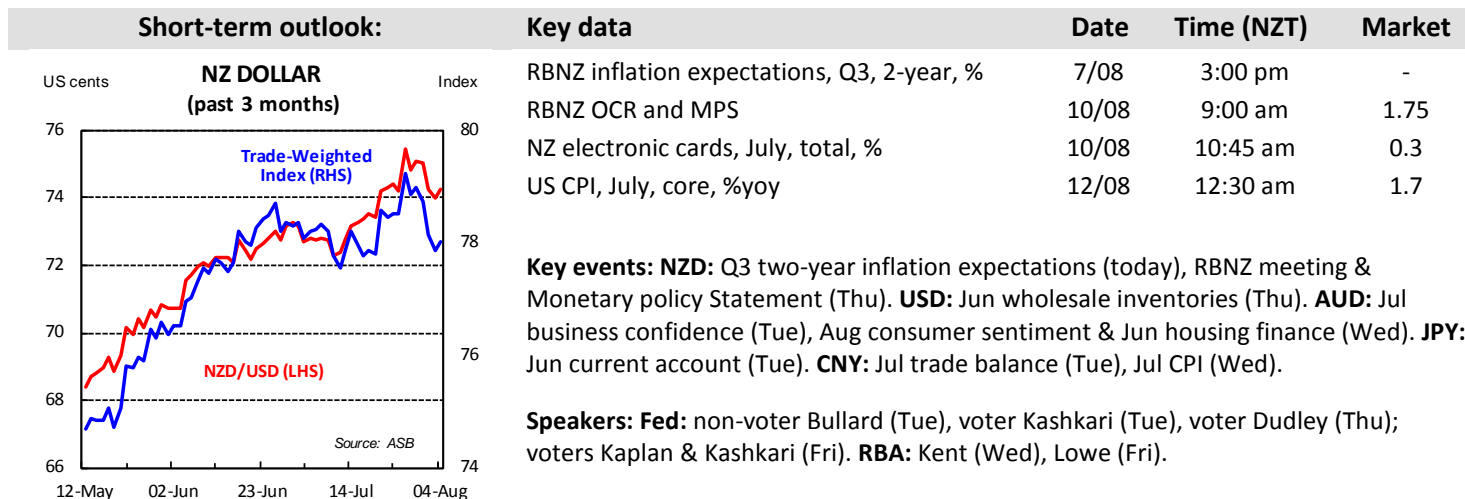 Short-term outlook:
US cents
NZ DOLLAR
Index
(past 3 months)
76
80
Trade-Weighted
Index (RHS)
74
78
72
70
76
NZD/USD (LHS)
68
Source: ASB
66
74
12-May 02-Jun 23-Jun 14-Jul 04-Aug
Key data Date Time (NZT) Market
RBNZ inflation expectations, Q3, 2-year, % 7/08 3:00 pm -
RBNZ OCR and MPS 10/08 9:00 am 1.75
NZ electronic cards, July, total, % 10/08 10:45 am 0.3
US CPI, July, core, %yoy 12/08 12:30 am 1.7
Key events: NZD: Q3 two-year inflation expectations (today), RBNZ meeting &
Monetary policy Statement (Thu). USD: Jun wholesale inventories (Thu). AUD: Jul
business confidence (Tue), Aug consumer sentiment & Jun housing finance (Wed). JPY:
Jun current account (Tue). CNY: Jul trade balance (Tue), Jul CPI (Wed).
Speakers: Fed: non-voter Bullard (Tue), voter Kashkari (Tue), voter Dudley (Thu);
voters Kaplan & Kashkari (Fri). RBA: Kent (Wed), Lowe (Fri).